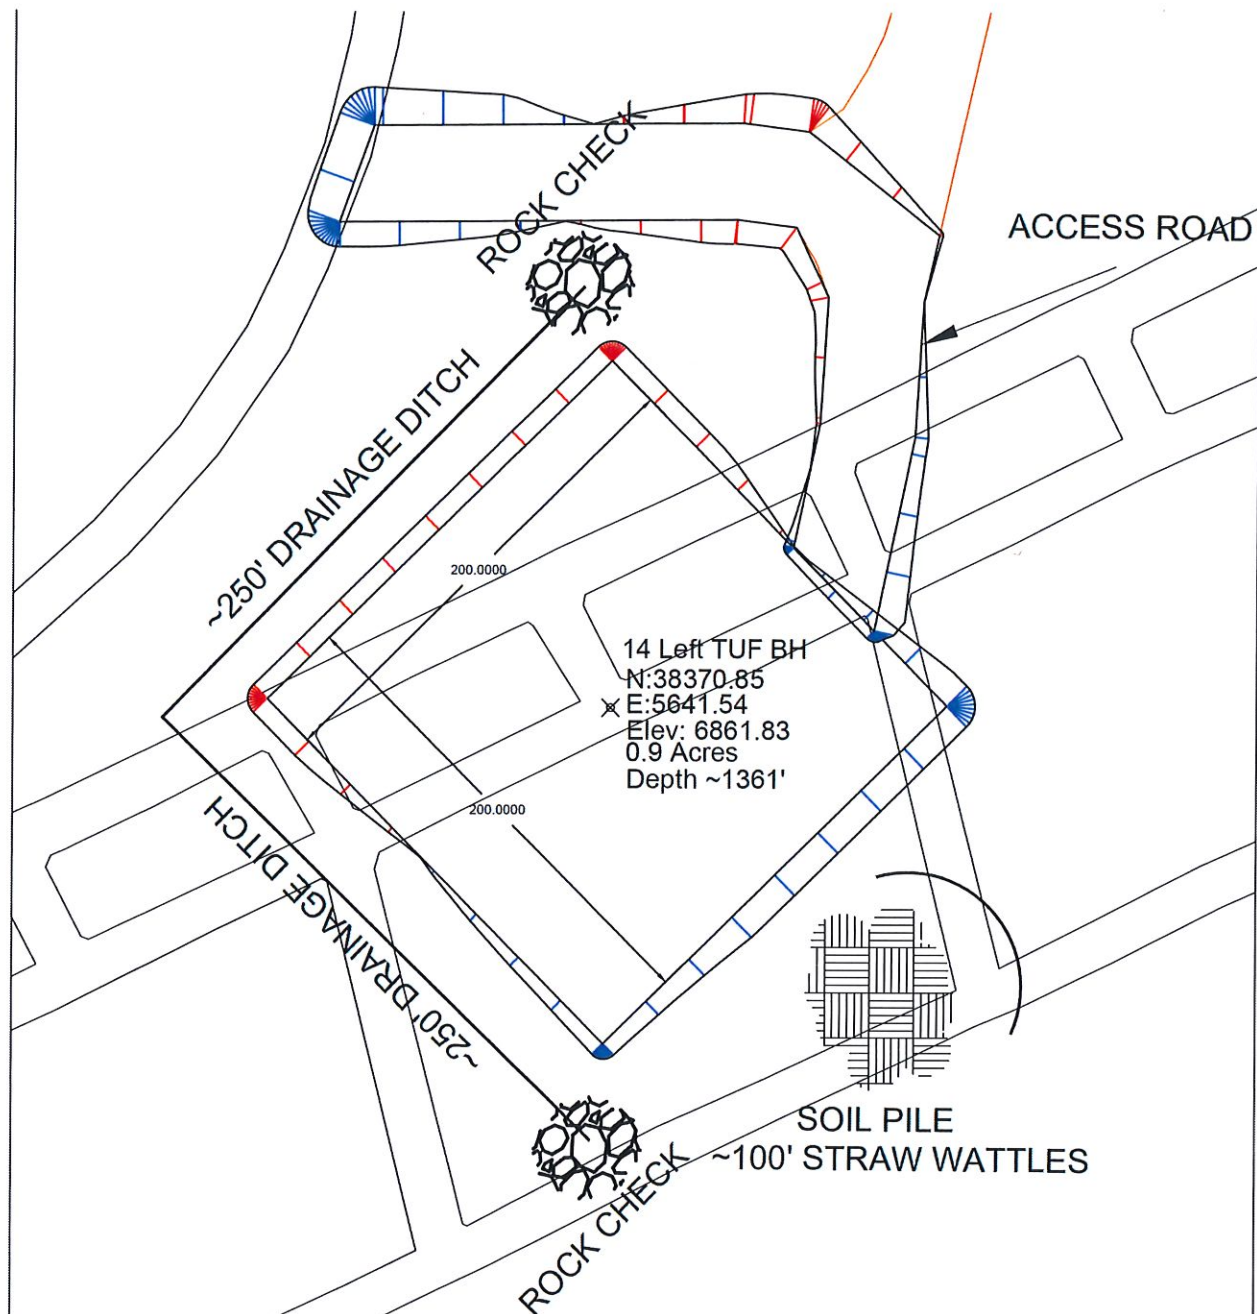 ROCK CHECK
ACCESS ROAD
~250' DRAINAGE DITCH
200.0000
14 Left TUF BH
N:38370.85
E:5641.54
Elev: 6861.83
0.9 Acres
Depth ~1361'
200.0000
~250' DRAINAGE DITCH
SOIL PILE
~100' STRAW WATTLES
ROCK CHECK